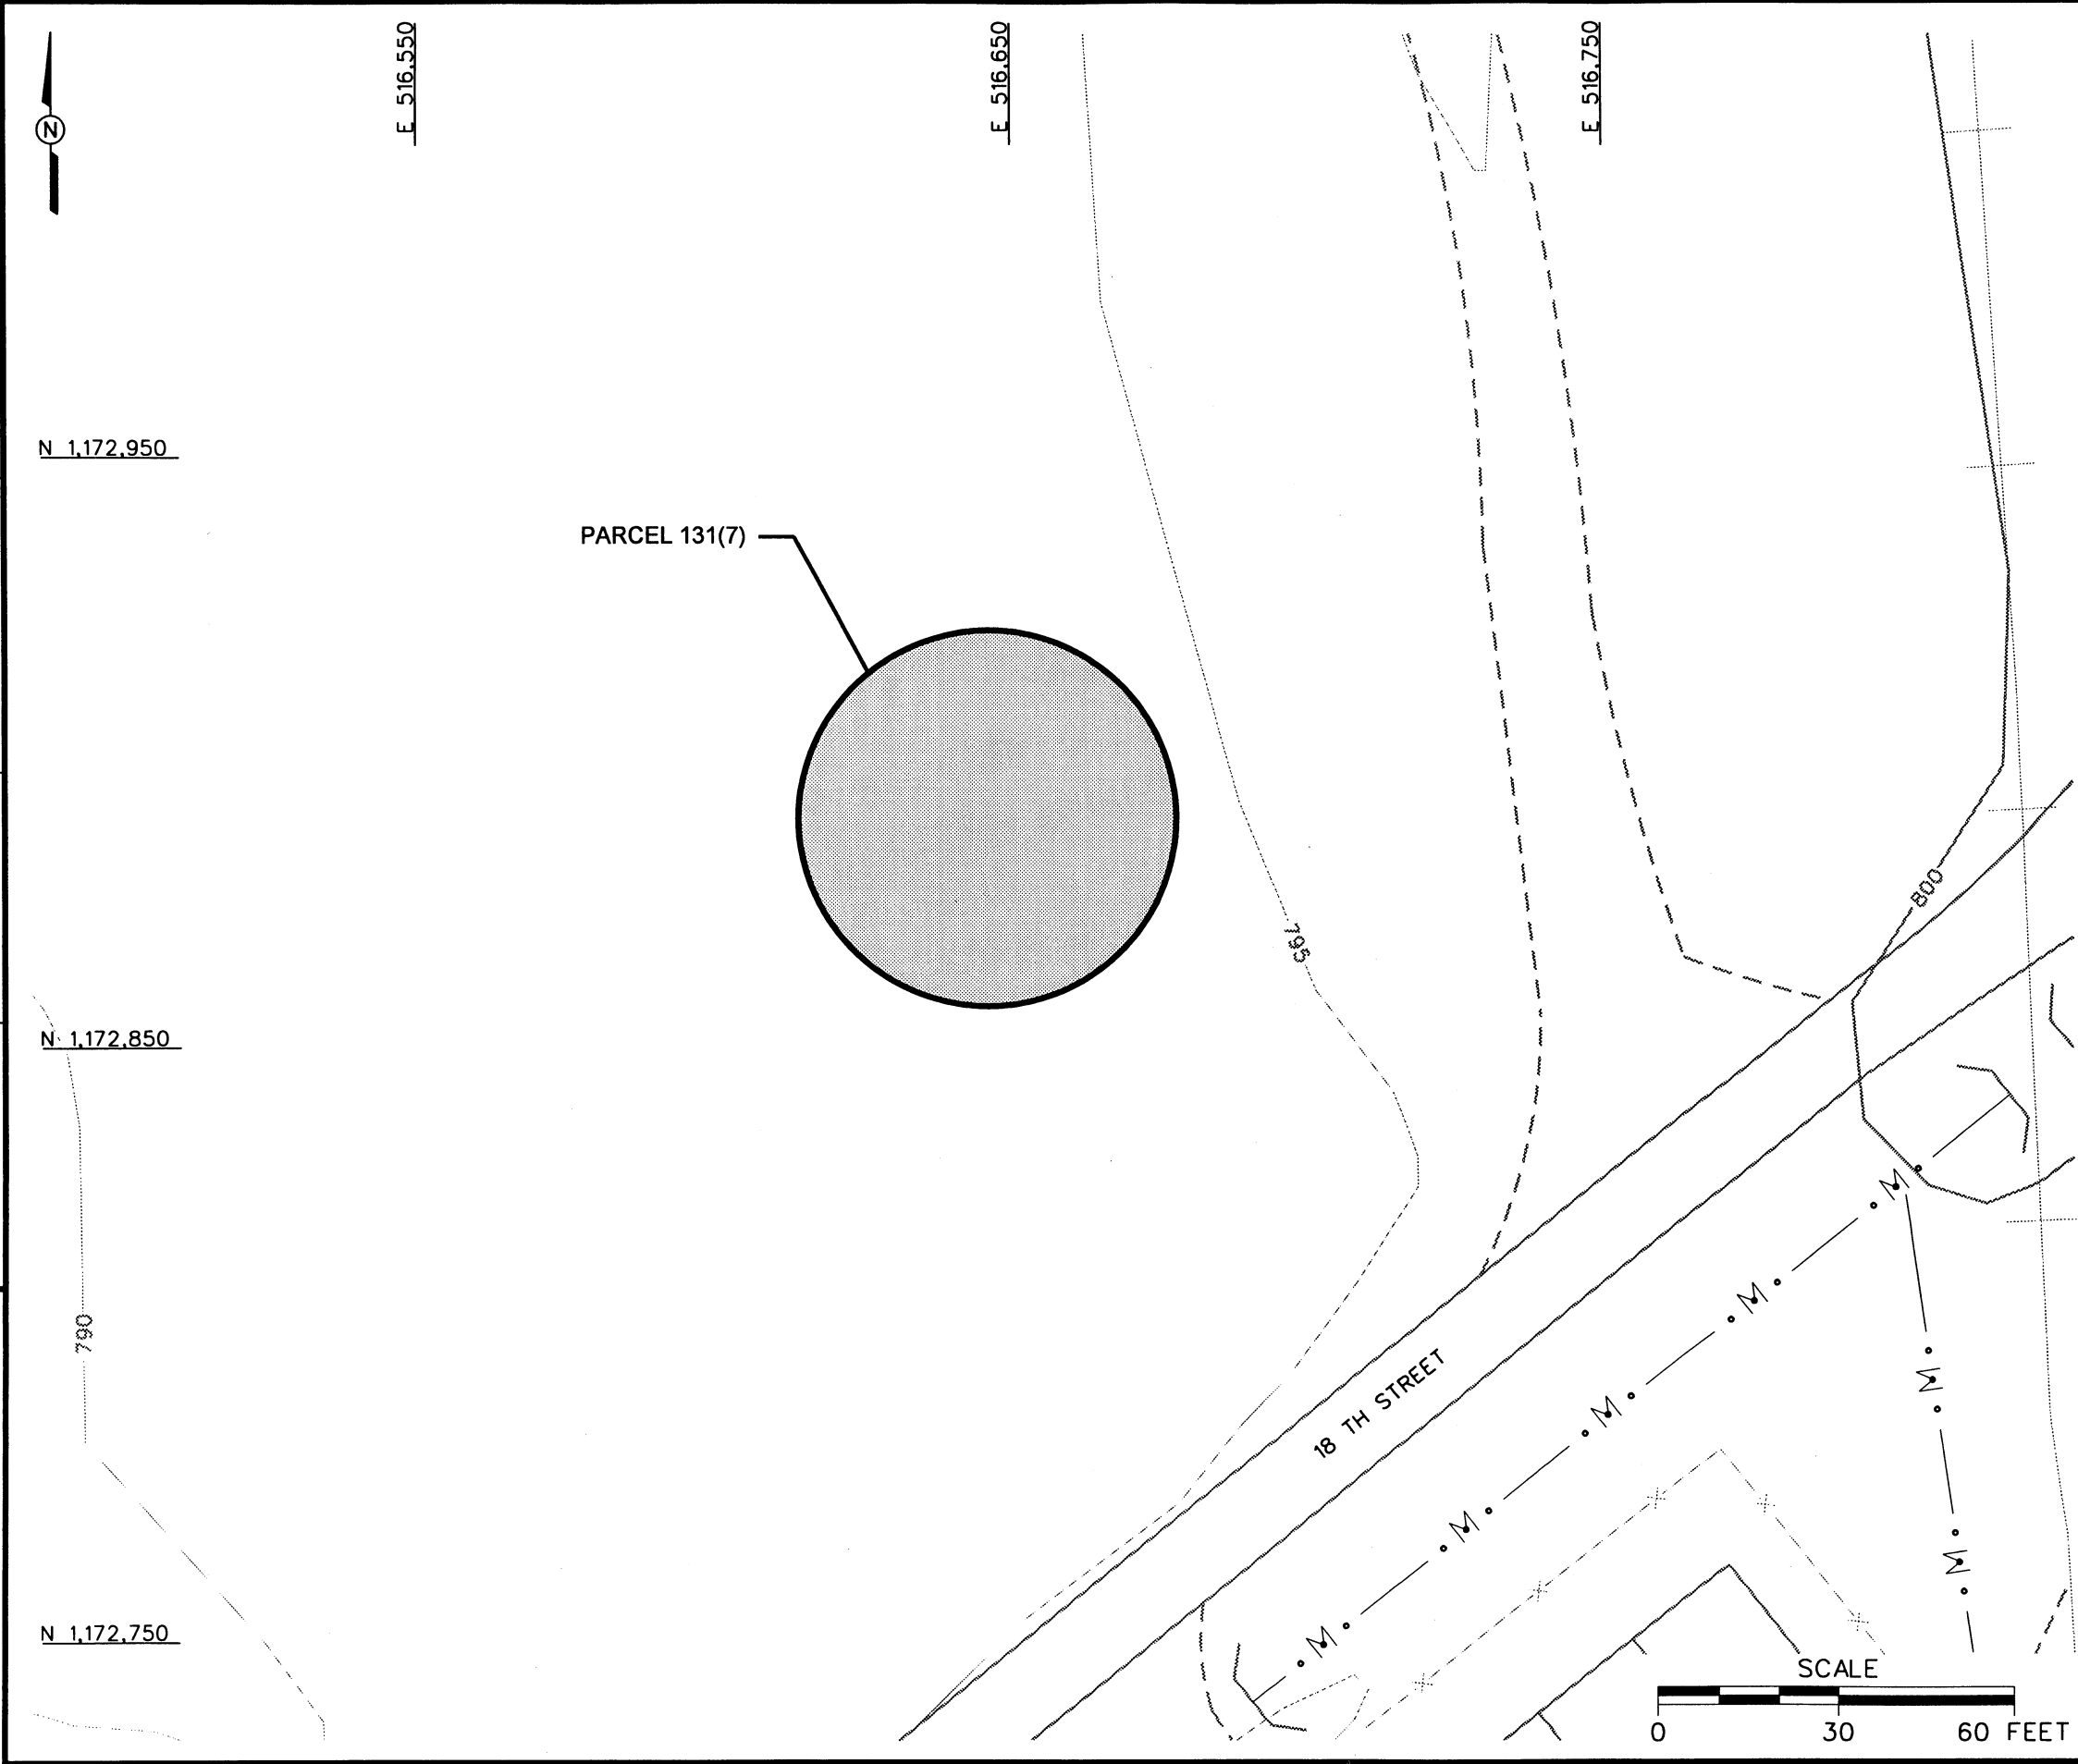 E 516,550
E 516,650
E 516,750
N
N 1,172,950
PARCEL 131(7)
800
795
N 1,172,850
M
790
M
M
18 TH STREET
M
M
M
M
N 1,172,750
SCALE
0 30 60 FEET